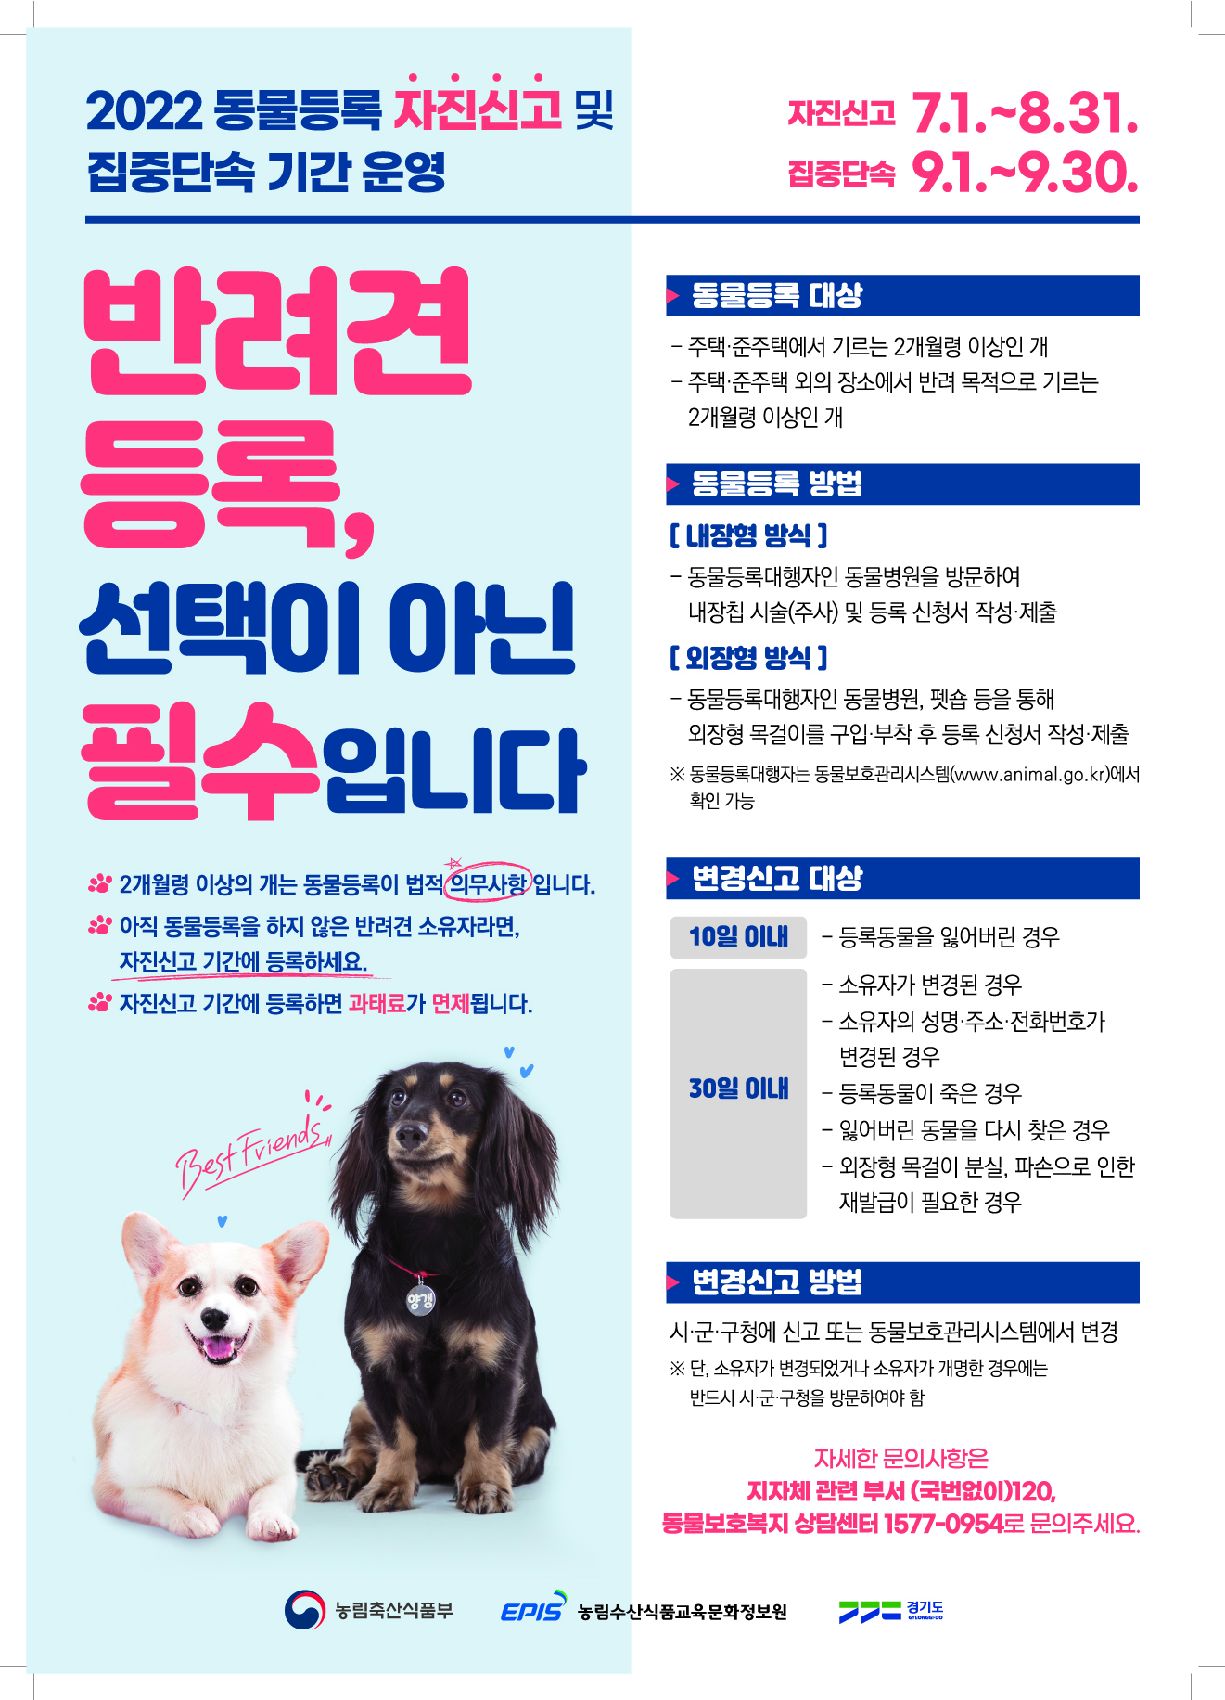 2022 동물등록 자진신고 및
집중단속 기간 운영
자진신고 7.1.~8.31.
집중단속 9.1.~9.30.
반려견
등록,
선택이 아닌
필수입니다
2개월령 이상의 개는 동물등록이 법적 의무사항 입니다.
아직 동물등록을 하지 않은 반려견 소유자라면,
자진신고 기간에 등록하세요.
자진신고 기간에 등록하면 과태료가 면제됩니다.
Best Friends
양갱
동물등록 대상
- 주택·준주택에서 기르는 2개월령 이상인 개
- 주택·준주택 외의 장소에서 반려 목적으로 기르는
2개월령 이상인 개
동물등록 방법
[ 내장형 방식 ]
- 동물등록대행자인 동물병원을 방문하여
내장칩 시술(주사) 및 등록 신청서 작성·제출
[ 외장형 방식 ]
- 동물등록대행자인 동물병원, 펫숍 등을 통해
외장형 목걸이를 구입·부착 후 등록 신청서 작성·제출
※ 동물등록대행자는 동물보호관리시스템(www.animal.go.kr)에서
확인 가능
변경신고 대상
10일 이내 - 등록동물을 잃어버린 경우
30일 이내
- 소유자가 변경된 경우
- 소유자의 성명·주소·전화번호가
변경된 경우
- 등록동물이 죽은 경우
- 잃어버린 동물을 다시 찾은 경우
- 외장형 목걸이 분실, 파손으로 인한
재발급이 필요한 경우
변경신고 방법
시·군·구청에 신고 또는 동물보호관리시스템에서 변경
※ 단, 소유자가 변경되었거나 소유자가 개명한 경우에는
반드시 시·군·구청을 방문하여야 함
자세한 문의사항은
지자체 관련 부서 (국번없이)120,
동물보호복지 상담센터 1577-0954로 문의주세요.
농림축산식품부
EPIS 농림수산식품교육문화정보원
경기도
GYEONGGI-DO